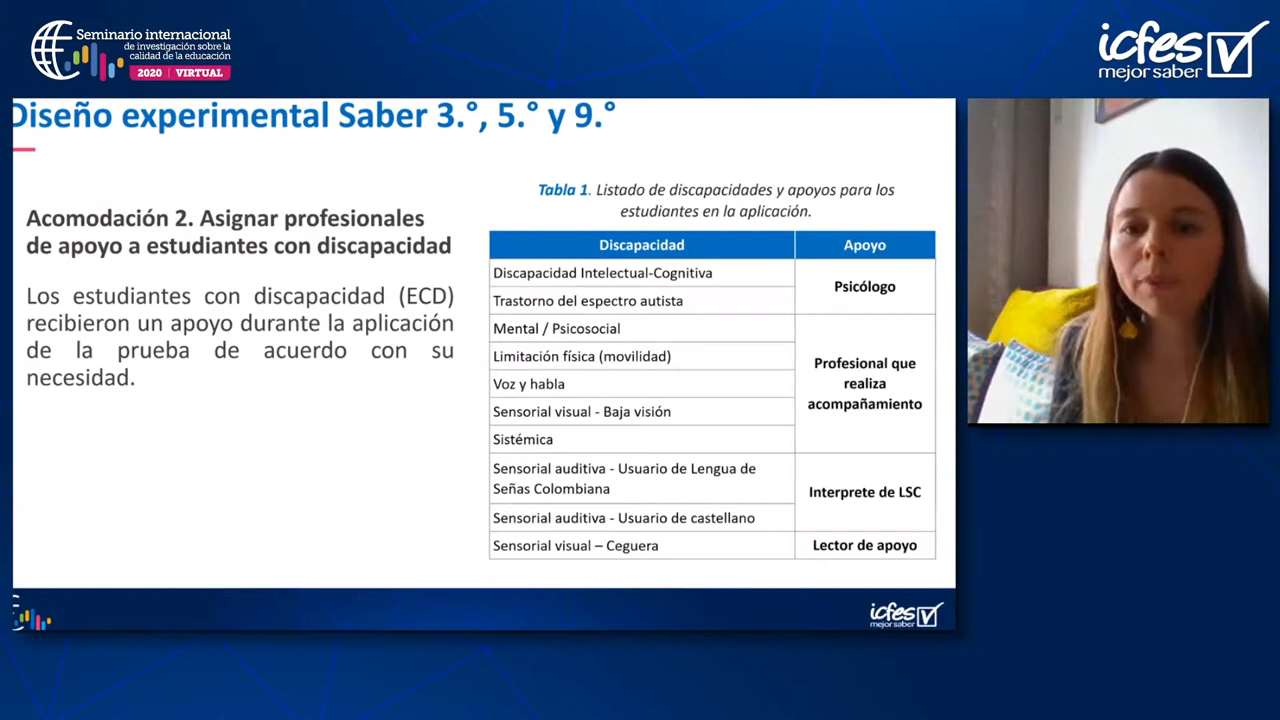 Seminario internacional
de investigación sobre la
calidad de la educación
2020 | VIRTUAL
icfes
mejor saber
Diseño experimental Saber 3.°, 5.° y 9.°
Acomodación 2. Asignar profesionales
de apoyo a estudiantes con discapacidad
Los estudiantes con discapacidad (ECD)
recibieron un apoyo durante la aplicación
de la prueba de acuerdo con su
necesidad.
Tabla 1. Listado de discapacidades y apoyos para los
estudiantes en la aplicación.
Discapacidad Apoyo
Discapacidad Intelectual-Cognitiva
Trastorno del espectro autista
Psicólogo
Mental / Psicosocial
Limitación física (movilidad)
Voz y habla
Sensorial visual - Baja visión
Sistémica
Profesional que
realiza
acompañamiento
Sensorial auditiva - Usuario de Lengua de
Señas Colombiana
Sensorial auditiva - Usuario de castellano
Interprete de LSC
Sensorial visual – Ceguera Lector de apoyo
icfes
mejor saber